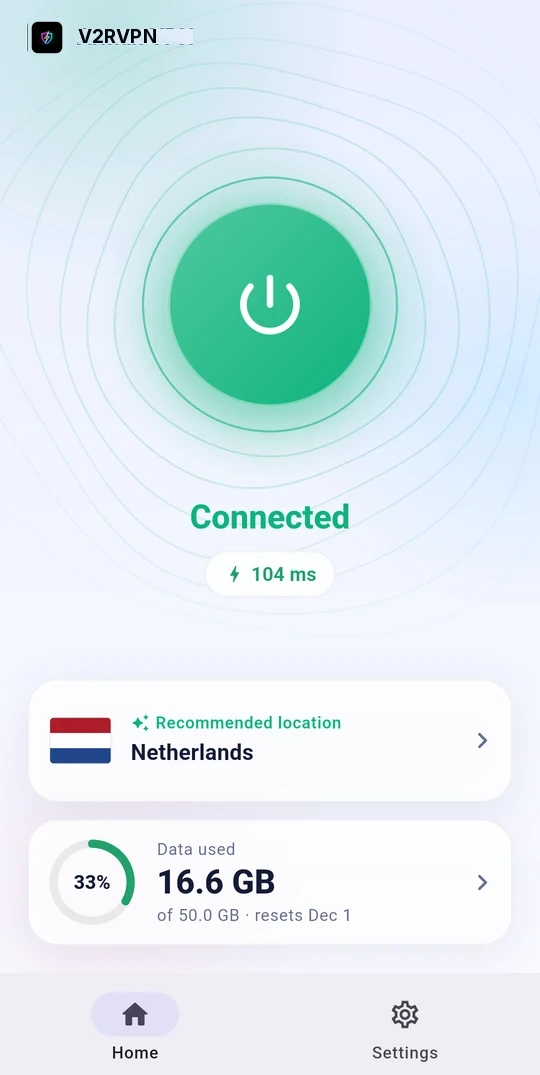 V2RVPN
Connected
104 ms
Recommended location
Netherlands
33%
Data used
16.6 GB
of 50.0 GB · resets Dec 1
Home
Settings